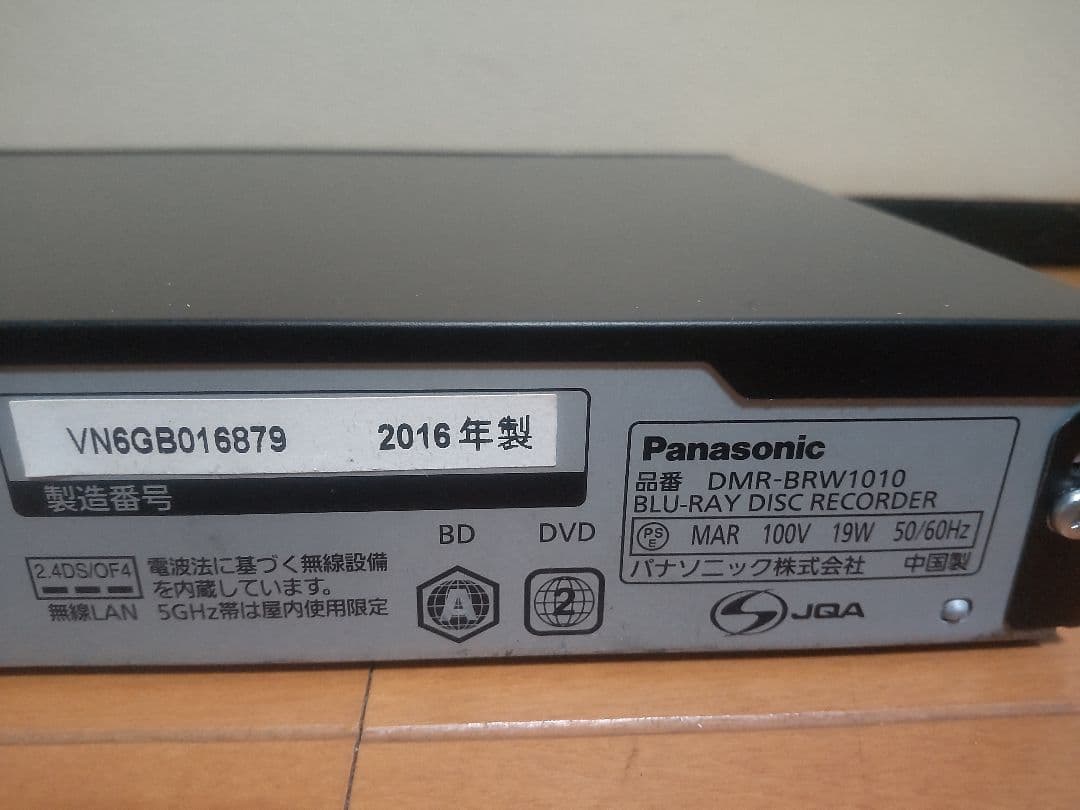 VN6GB016879 2016年製
製造番号
Panasonic
品番 DMR-BRW1010
BLU-RAY DISC RECORDER
PS E MAR 100V 19W 50/60Hz
パナソニック株式会社 中国製
BD DVD
A 2
2.4DS/OF4
無線LAN
電波法に基づく無線設備
を内蔵しています。
5GHz帯は屋内使用限定
JQA